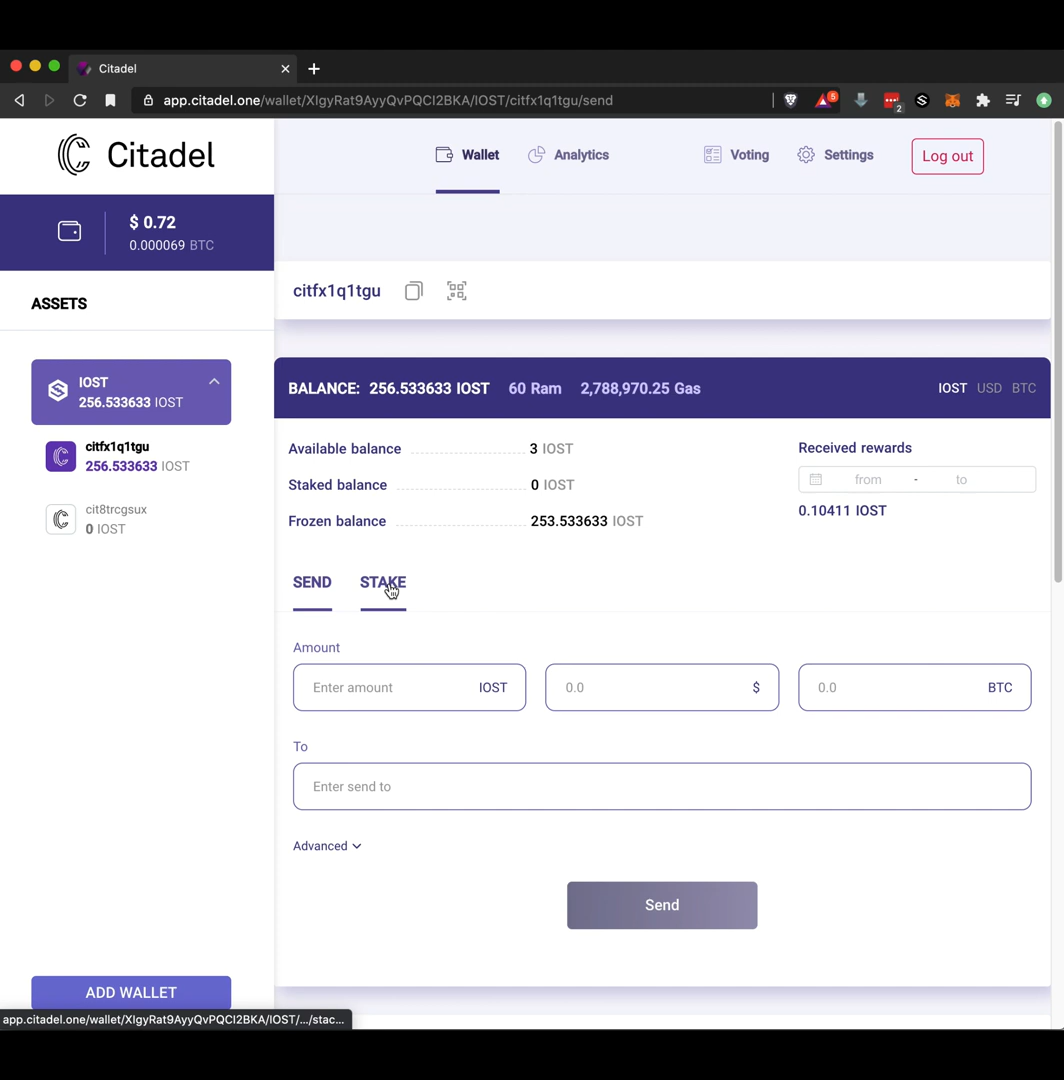 Citadel
app.citadel.one/wallet/XIgyRat9AyyQvPQCI2BKA/IOST/citfx1q1tgu/send
5
2
Citadel
Wallet
Analytics
Voting
Settings
Log out
$ 0.72
0.000069 BTC
ASSETS
IOST
256.533633 IOST
citfx1q1tgu
256.533633 IOST
cit8trcgsux
0 IOST
ADD WALLET
citfx1q1tgu
BALANCE: 256.533633 IOST 60 Ram 2,788,970.25 Gas
IOST USD BTC
Available balance 3 IOST
Staked balance 0 IOST
Frozen balance 253.533633 IOST
Received rewards
from - to
0.10411 IOST
SEND STAKE
Amount
Enter amount IOST
0.0 $
0.0 BTC
To
Enter send to
Advanced
Send
app.citadel.one/wallet/XIgyRat9AyyQvPQCI2BKA/IOST/.../stac...